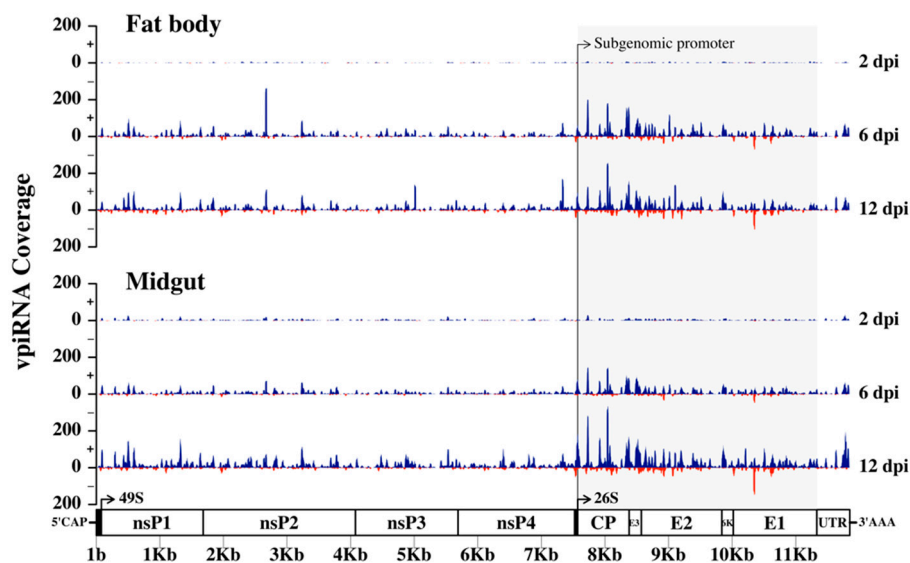 Fat body
200
+
0
−
Subgenomic promoter
2 dpi
200
+
0
−
6 dpi
200
+
0
−
200
12 dpi
vpiRNA Coverage
Midgut
200
+
0
−
2 dpi
200
+
0
−
6 dpi
200
+
0
−
200
12 dpi
49S
26S
5'CAP nsP1 nsP2 nsP3 nsP4 CP E3 E2 6K E1 UTR 3'AAA
1b 1Kb 2Kb 3Kb 4Kb 5Kb 6Kb 7Kb 8Kb 9Kb 10Kb 11Kb